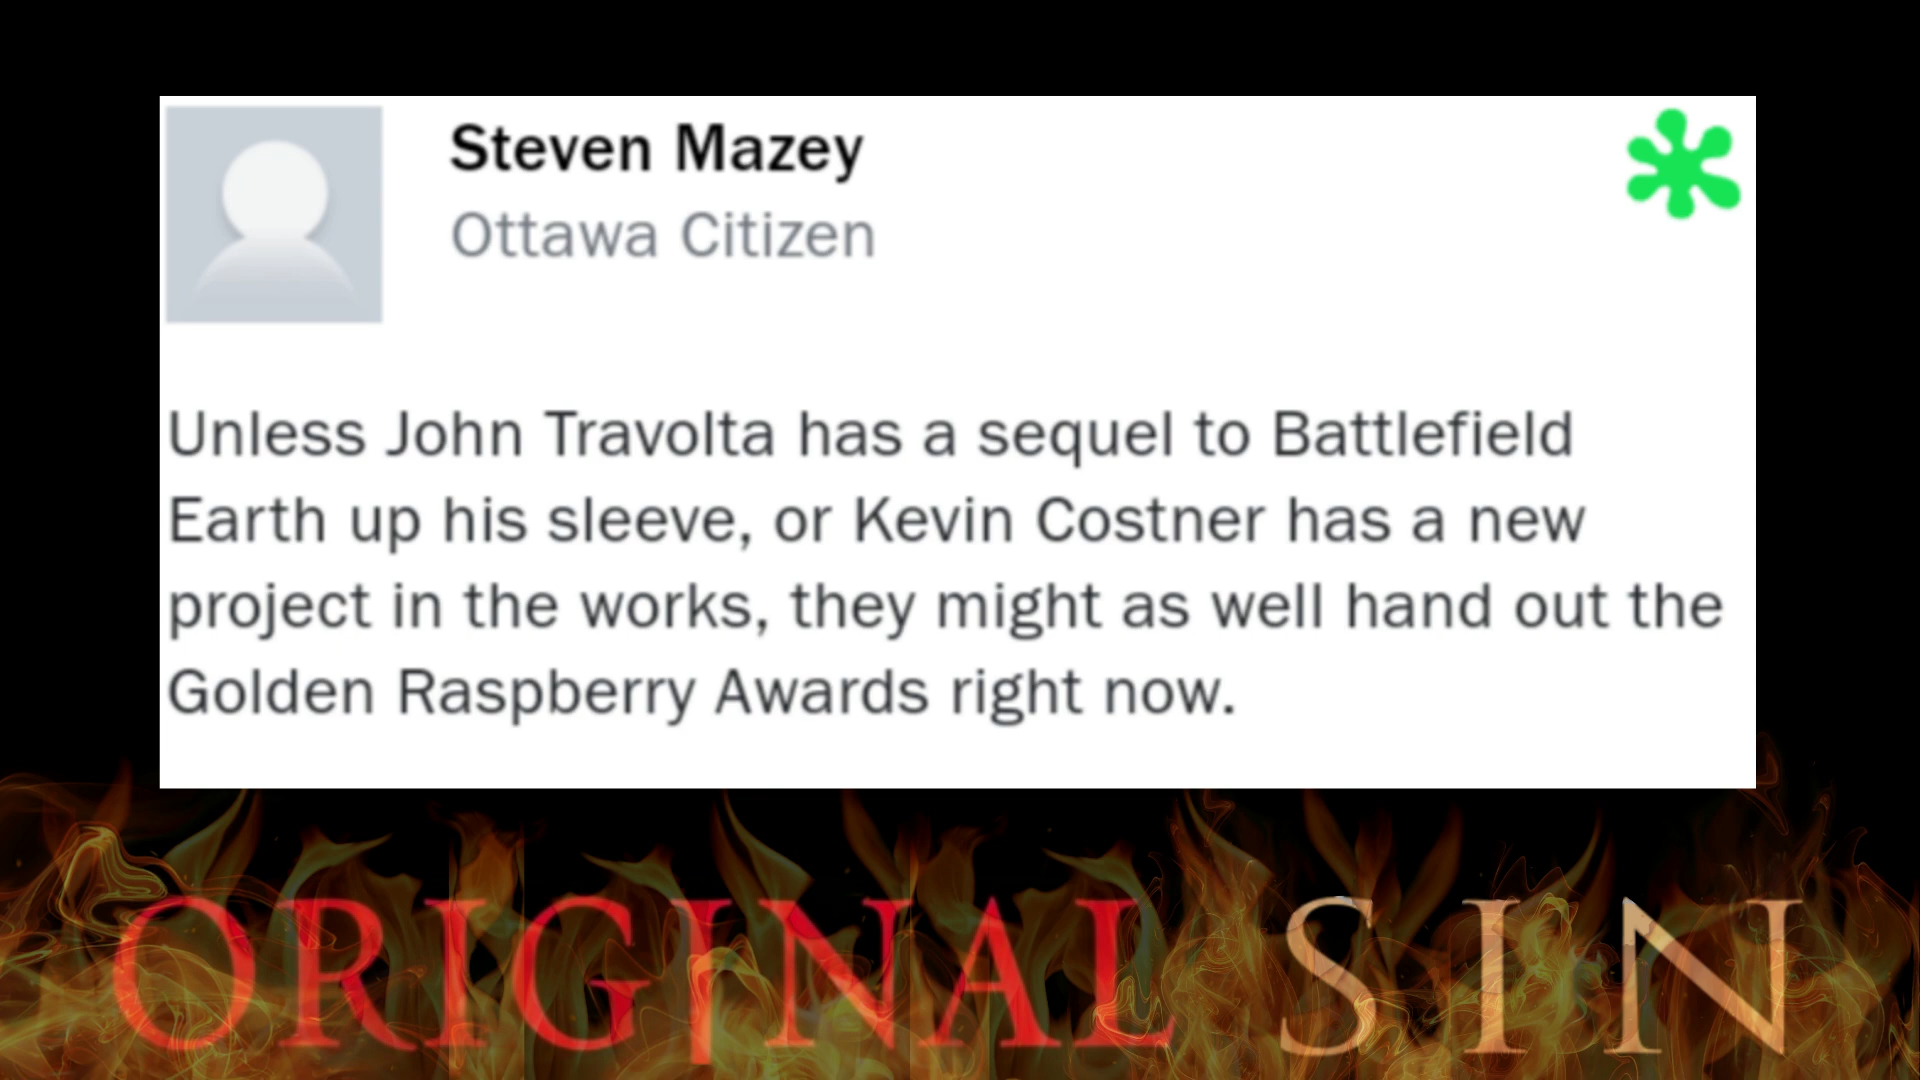 Steven Mazey
Ottawa Citizen
Unless John Travolta has a sequel to Battlefield
Earth up his sleeve, or Kevin Costner has a new
project in the works, they might as well hand out the
Golden Raspberry Awards right now.
ORIGINAL SIN